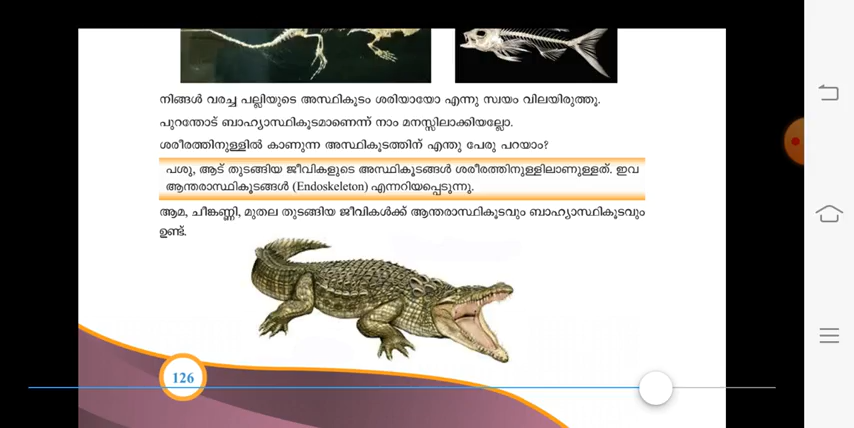 നിങ്ങൾ വരച്ച പല്ലിയുടെ അസ്ഥികൂടം ശരിയായോ എന്നു സ്വയം വിലയിരുത്തൂ.
പുറന്തോട് ബാഹ്യാസ്ഥികൂടമാണെന്ന് നാം മനസ്സിലാക്കിയല്ലോ.
ശരീരത്തിനുള്ളിൽ കാണുന്ന അസ്ഥികൂടത്തിന് എന്തു പേരു പറയാം?
പശു, ആട് തുടങ്ങിയ ജീവികളുടെ അസ്ഥികൂടങ്ങൾ ശരീരത്തിനുള്ളിലാണുള്ളത്. ഇവ
ആന്തരാസ്ഥികൂടങ്ങൾ (Endoskeleton) എന്നറിയപ്പെടുന്നു.
ആമ, ചീങ്കണ്ണി, മുതല തുടങ്ങിയ ജീവികൾക്ക് ആന്തരാസ്ഥികൂടവും ബാഹ്യാസ്ഥികൂടവും
ഉണ്ട്.
126